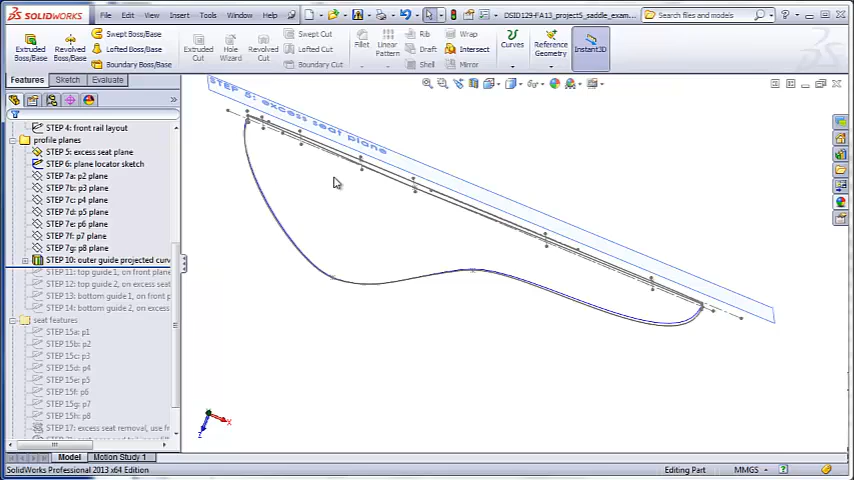 SOLIDWORKS File Edit View Insert Tools Window Help DSID129-FA13_project5_saddle_exam... Search files and models
Extruded Boss/Base Revolved Boss/Base Swept Boss/Base Lofted Boss/Base Boundary Boss/Base Extruded Cut Hole Wizard Revolved Cut Swept Cut Lofted Cut Boundary Cut Fillet Linear Pattern Rib Draft Shell Wrap Intersect Mirror Curves Reference Geometry Instant3D
Features Sketch Evaluate
STEP 4: front rail layout
profile planes
STEP 5: excess seat plane
STEP 6: plane locator sketch
STEP 7a: p2 plane
STEP 7b: p3 plane
STEP 7c: p4 plane
STEP 7d: p5 plane
STEP 7e: p6 plane
STEP 7f: p7 plane
STEP 7g: p8 plane
STEP 10: outer guide projected curv
STEP 11: top guide 1, on front plane
STEP 12: top guide 2, on excess sea
STEP 13: bottom guide 1, on front p
STEP 14: bottom guide 2, on excess
seat features
STEP 15a: p1
STEP 15b: p2
STEP 15c: p3
STEP 15d: p4
STEP 15e: p5
STEP 15f: p6
STEP 15g: p7
STEP 15h: p8
STEP 17: excess seat removal, use fr
STEP 5: excess seat plane
X
Z
Model Motion Study 1
SolidWorks Professional 2013 x64 Edition Editing Part MMGS